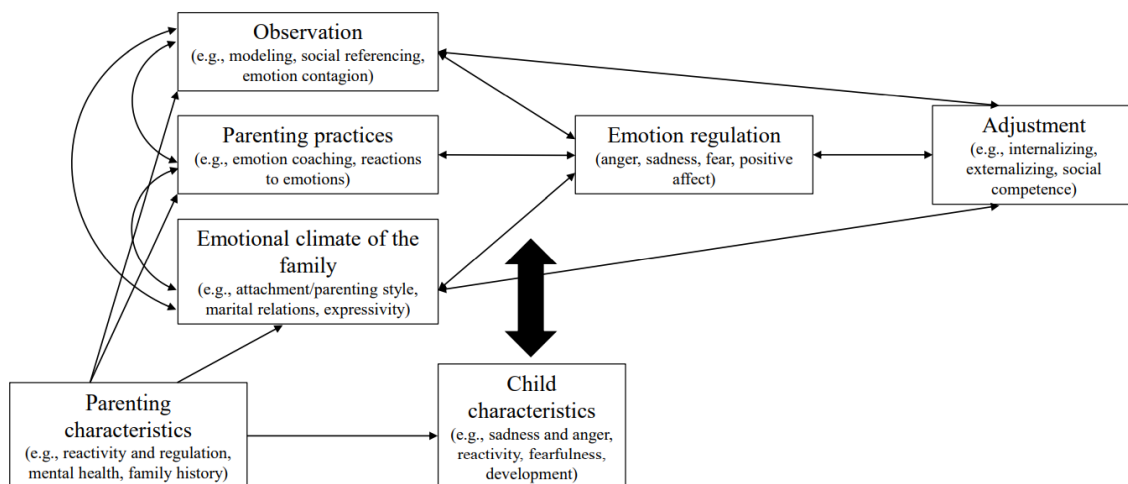 Observation
(e.g., modeling, social referencing,
emotion contagion)
Parenting practices
(e.g., emotion coaching, reactions
to emotions)
Emotional climate of the
family
(e.g., attachment/parenting style,
marital relations, expressivity)
Emotion regulation
(anger, sadness, fear, positive
affect)
Adjustment
(e.g., internalizing,
externalizing, social
competence)
Parenting
characteristics
(e.g., reactivity and regulation,
mental health, family history)
Child
characteristics
(e.g., sadness and anger,
reactivity, fearfulness,
development)